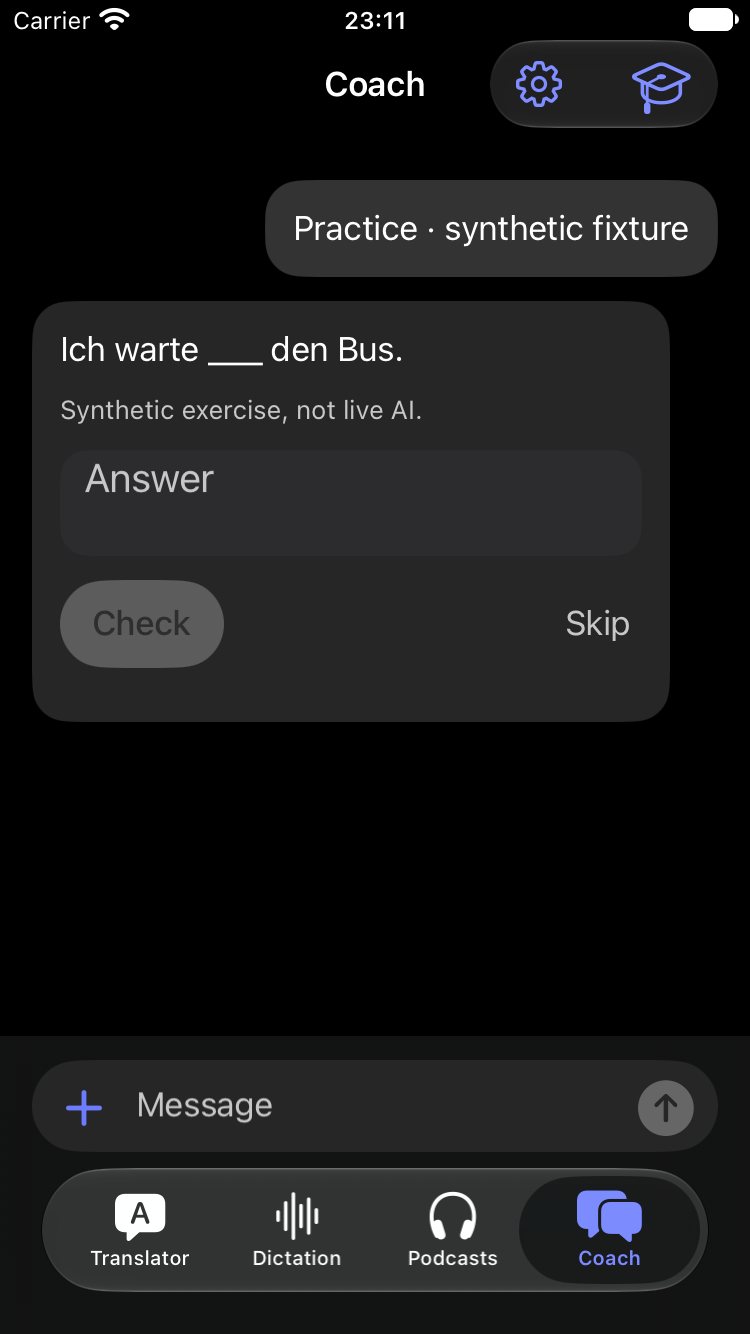 Carrier 23:11
Coach
Practice · synthetic fixture
Ich warte ___ den Bus.
Synthetic exercise, not live AI.
Answer
Check Skip
Message
A
Translator Dictation Podcasts Coach